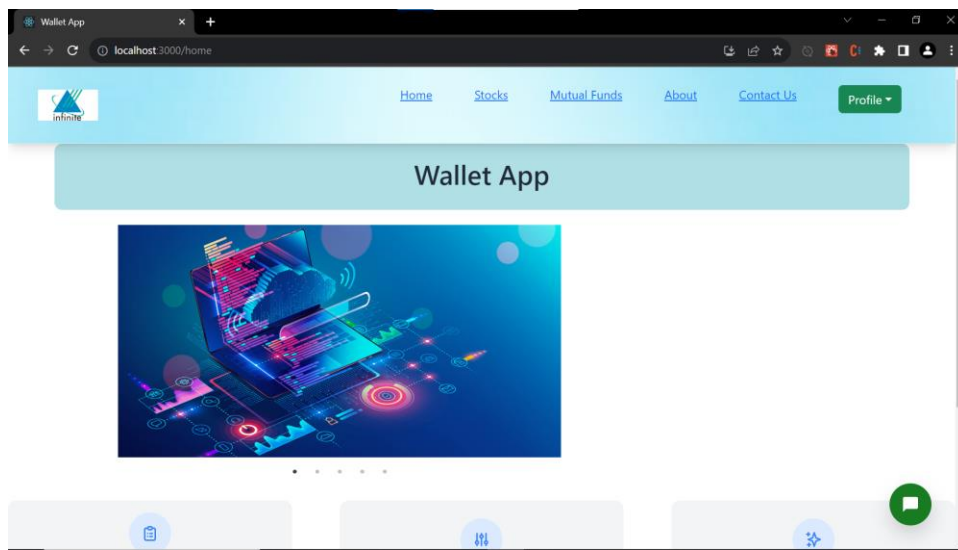 Wallet App
localhost:3000/home
infinite
Home Stocks Mutual Funds About Contact Us Profile
Wallet App